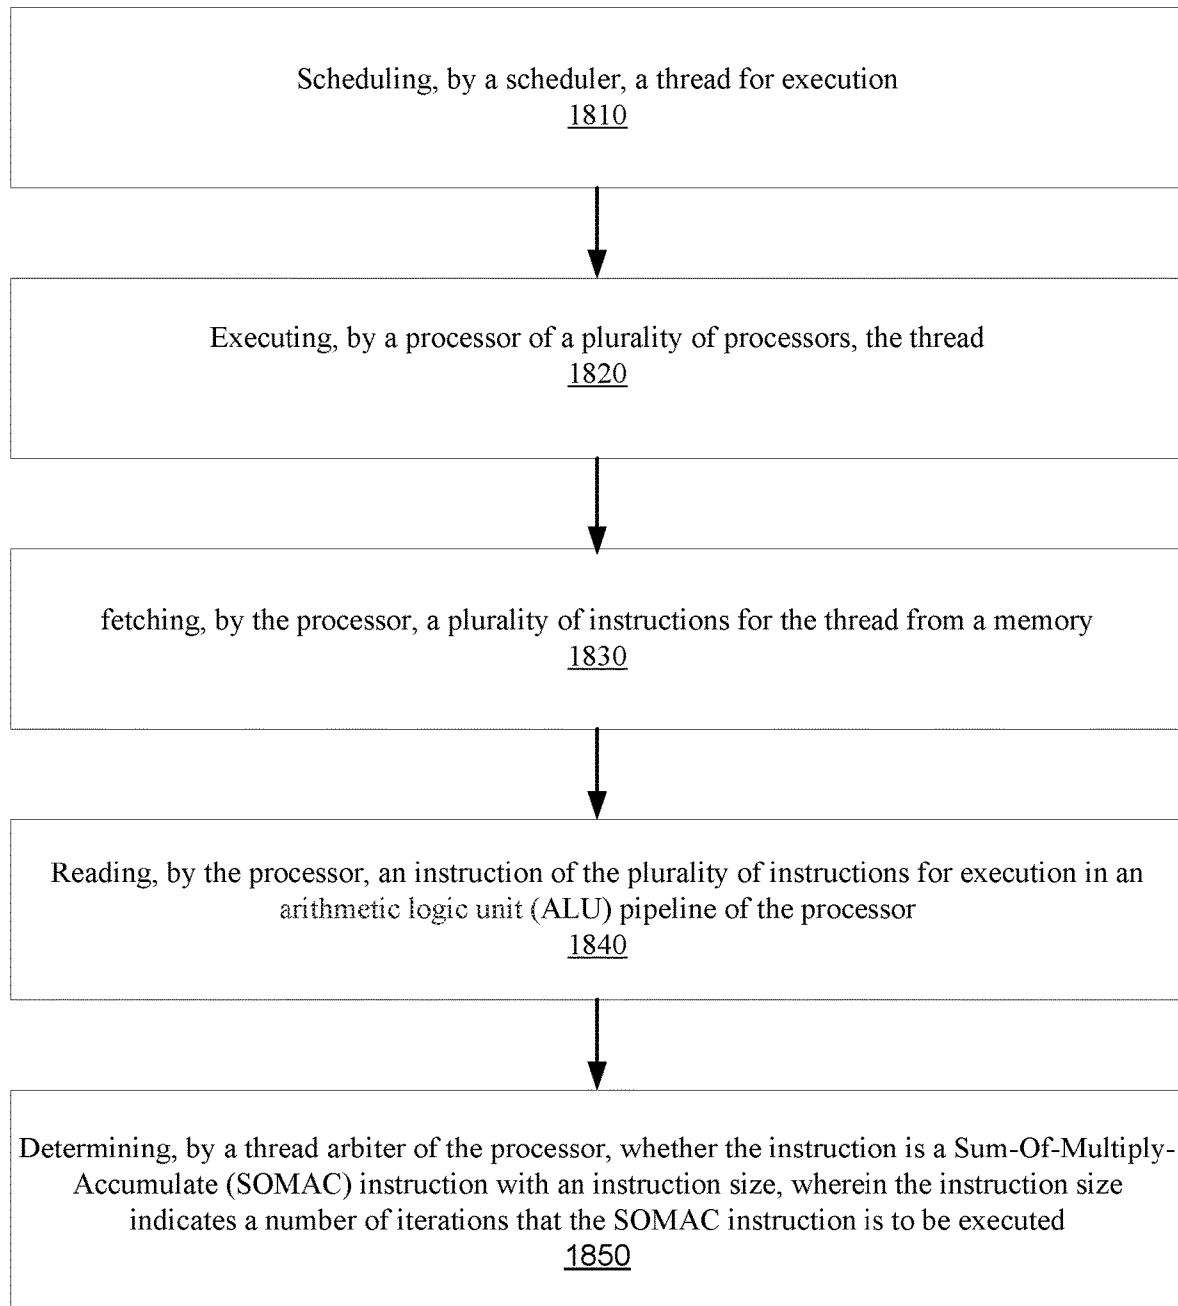 Scheduling, by a scheduler, a thread for execution
1810
Executing, by a processor of a plurality of processors, the thread
1820
fetching, by the processor, a plurality of instructions for the thread from a memory
1830
Reading, by the processor, an instruction of the plurality of instructions for execution in an
arithmetic logic unit (ALU) pipeline of the processor
1840
Determining, by a thread arbiter of the processor, whether the instruction is a Sum-Of-Multiply-
Accumulate (SOMAC) instruction with an instruction size, wherein the instruction size
indicates a number of iterations that the SOMAC instruction is to be executed
1850